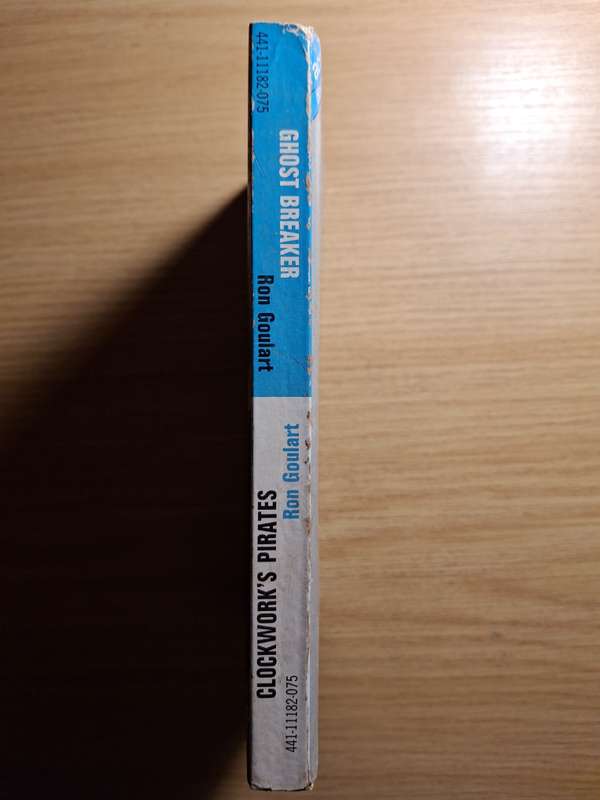 441-11182-075
GHOST BREAKER
Ron Goulart
Ron Goulart
CLOCKWORK'S PIRATES
441-11182-075